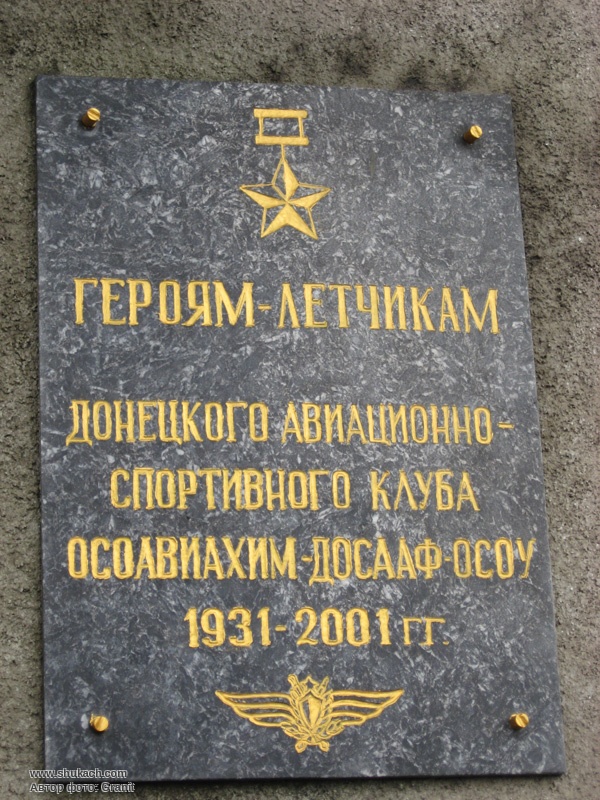 ГЕРОЯМ-ЛЕТЧИКАМ
ДОНЕЦКОГО АВИАЦИОННО-
СПОРТИВНОГО КЛУБА
ОСОАВИАХИМ-ДОСААФ-ОСОУ
1931-2001 ГГ.
www.shukach.com
Автор фото: Granit